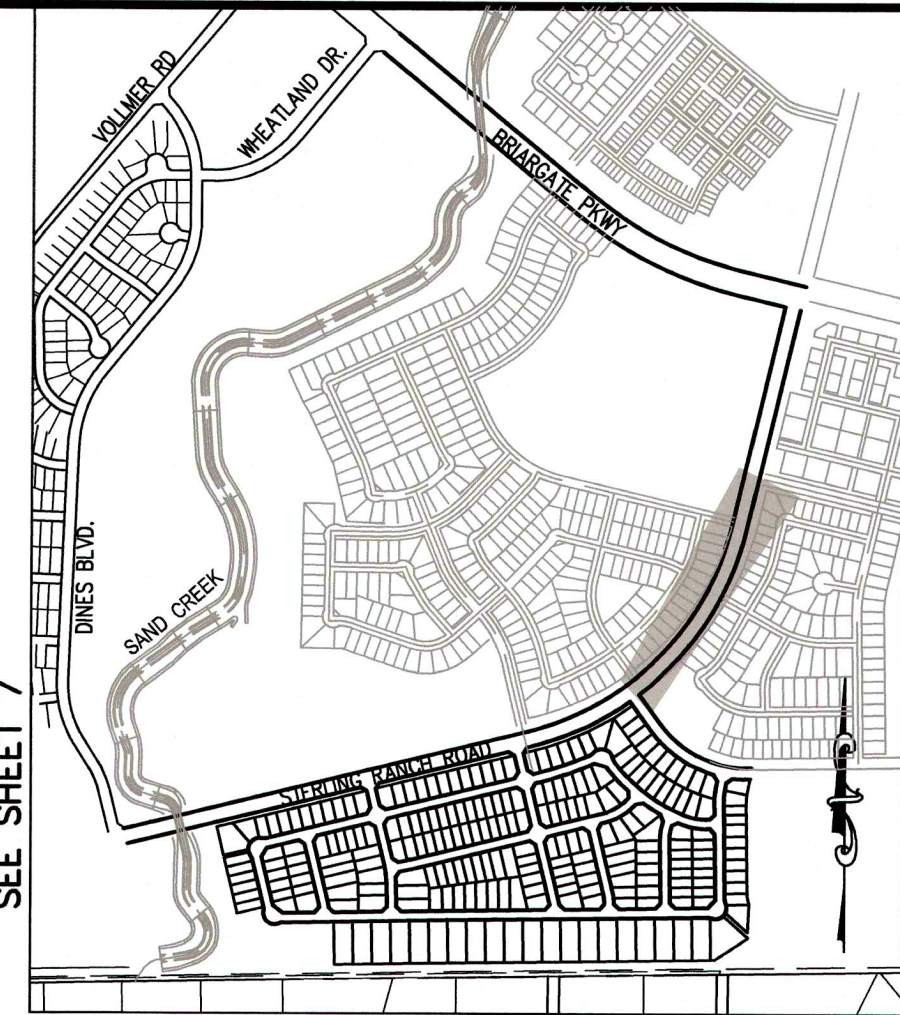 VOLLMER RD
WHEATLAND DR.
BRIARGATE PKWY
DINES BLVD.
SAND CREEK
STERLING RANCH ROAD
SEE SHEET